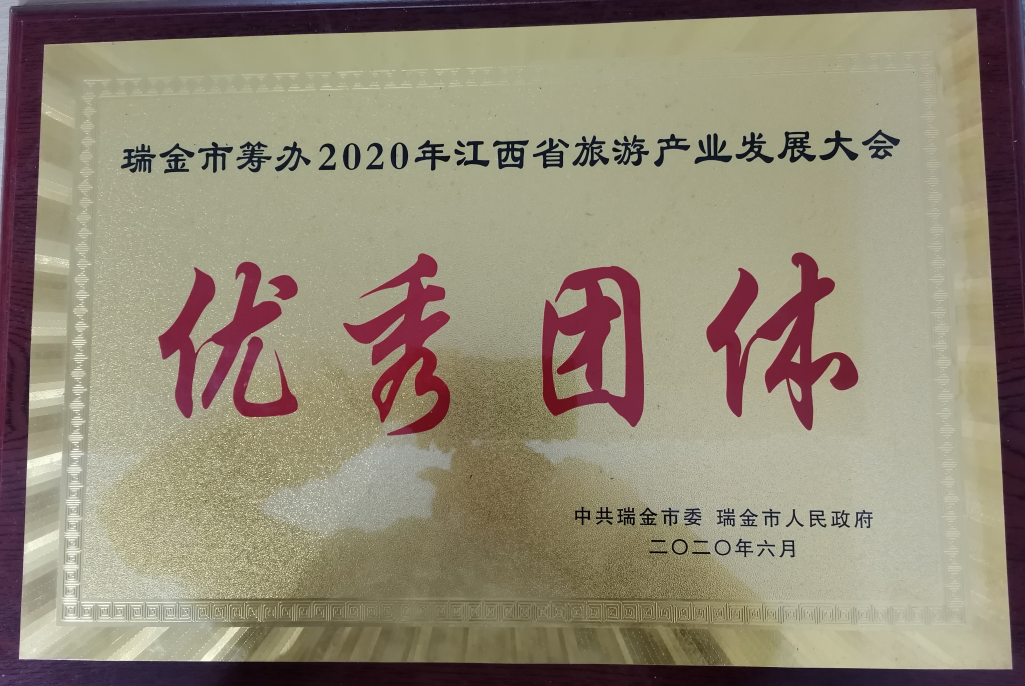 瑞金市筹办2020年江西省旅游产业发展大会
优秀团体
中共瑞金市委 瑞金市人民政府
二〇二〇年六月